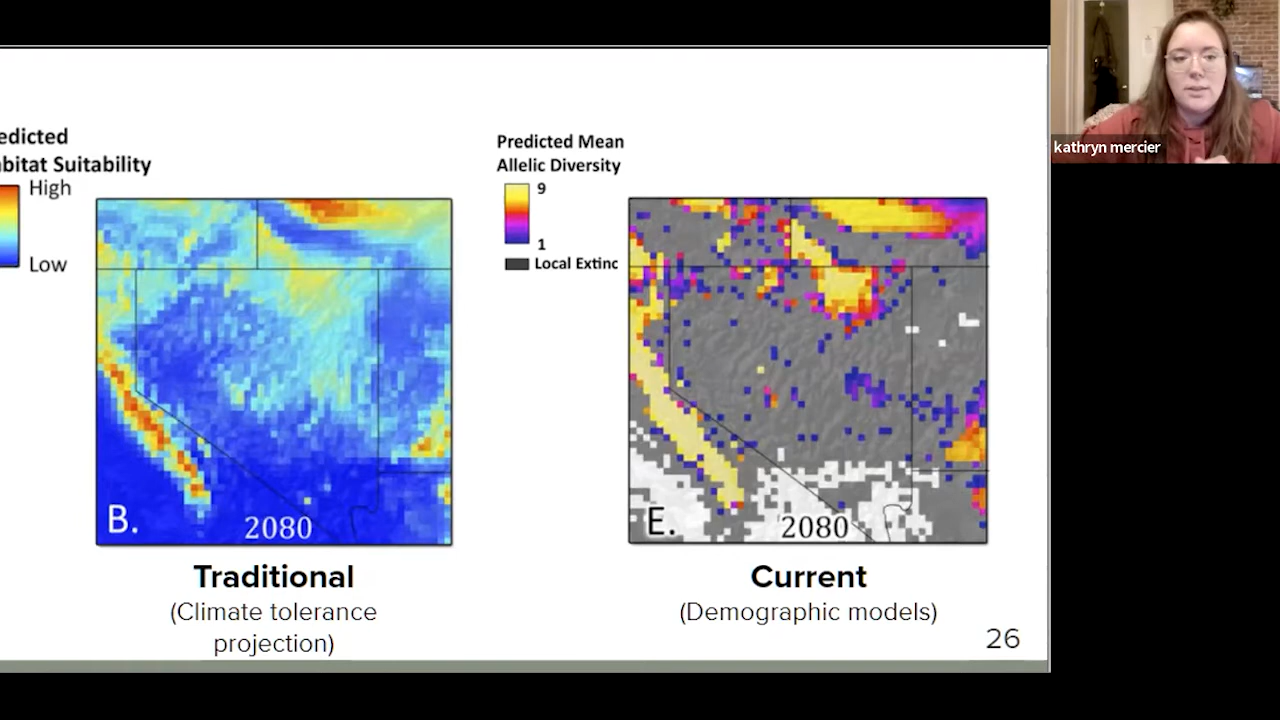 edicted
abitat Suitability
High
Low
B.
2080
Traditional
(Climate tolerance
projection)
Predicted Mean
Allelic Diversity
9
1
Local Extinc
E.
2080
Current
(Demographic models)
26
kathryn mercier